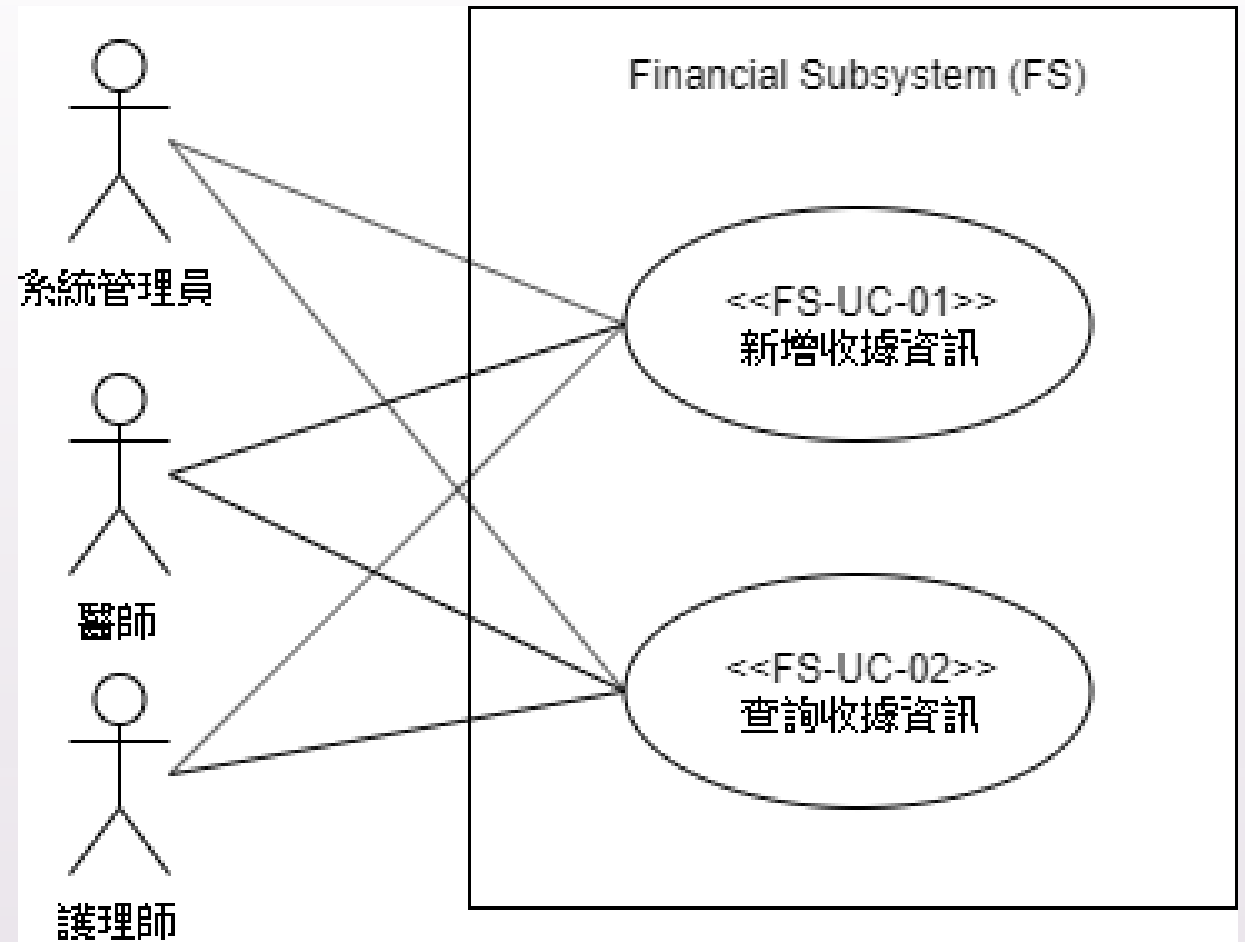 Financial Subsystem (FS)
系統管理員
<<FS-UC-01>>
新增收據資訊
醫師
<<FS-UC-02>>
查詢收據資訊
護理師